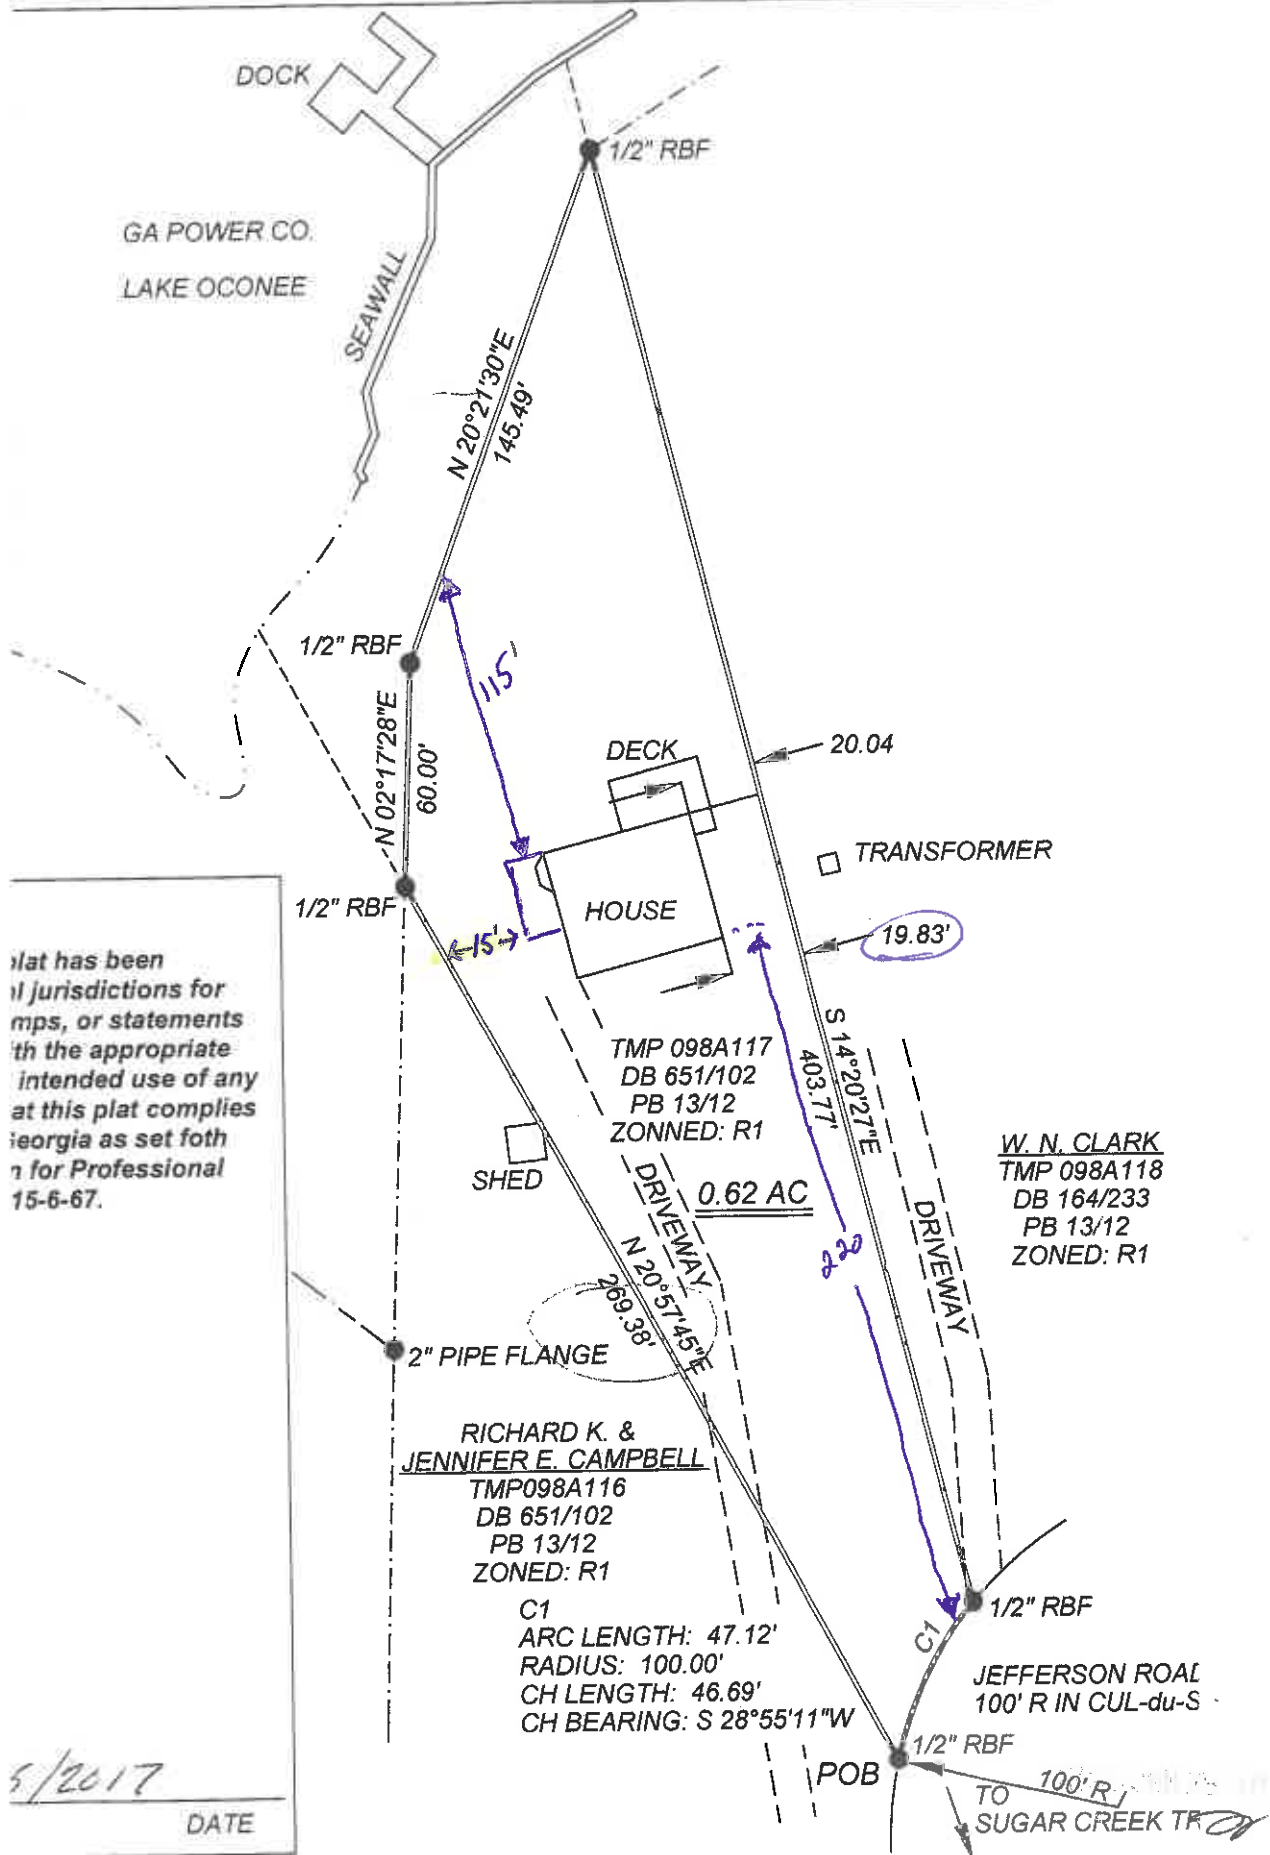 DOCK
1/2" RBF
GA POWER CO.
LAKE OCONEE
SEAWALL
N 20°21'30"E
145.49'
1/2" RBF
115'
N 02°17'28"E
60.00'
DECK
20.04
TRANSFORMER
1/2" RBF
HOUSE
19.83'
15'
plat has been
jurisdictions for
mps, or statements
th the appropriate
intended use of any
at this plat complies
Georgia as set foth
n for Professional
15-6-67.
TMP 098A117
DB 651/102
PB 13/12
ZONNED: R1
S 14°20'27"E
403.77'
W. N. CLARK
TMP 098A118
DB 164/233
PB 13/12
ZONED: R1
SHED
DRIVEWAY
0.62 AC
DRIVEWAY
220
N 20°57'45"E
269.38'
2" PIPE FLANGE
RICHARD K. &
JENNIFER E. CAMPBELL
TMP098A116
DB 651/102
PB 13/12
ZONED: R1
C1
ARC LENGTH: 47.12'
RADIUS: 100.00'
CH LENGTH: 46.69'
CH BEARING: S 28°55'11"W
C1
1/2" RBF
JEFFERSON ROAD
100' R IN CUL-du-S
1/2" RBF
POB
100' R
TO
SUGAR CREEK TR
5/2017
DATE